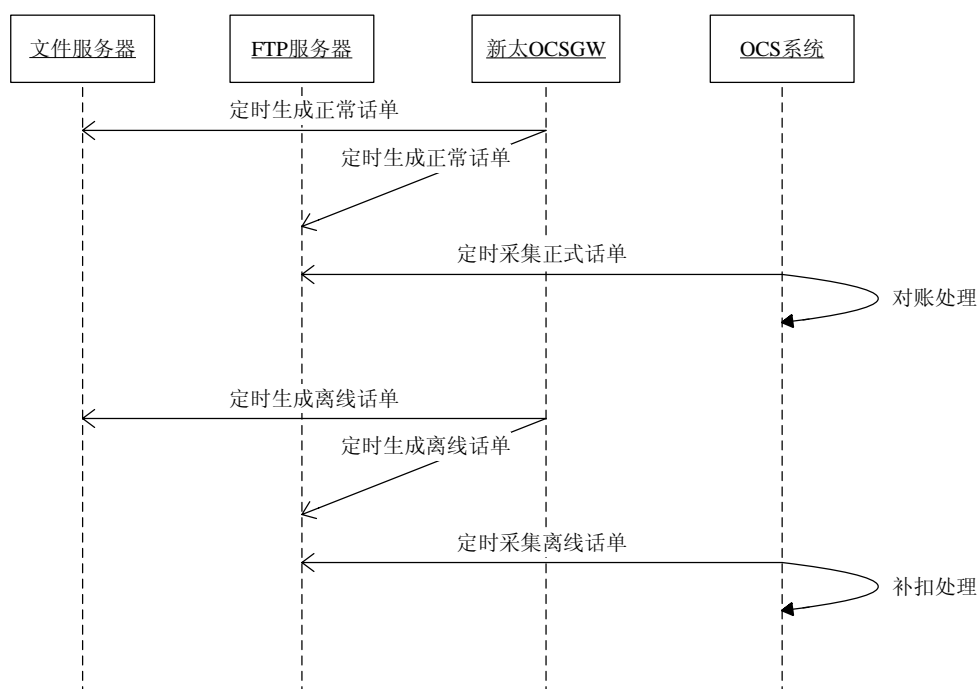 文件服务器
FTP服务器
新太OCSGW
OCS系统
定时生成正常话单
定时生成正常话单
定时采集正式话单
对账处理
定时生成离线话单
定时生成离线话单
定时采集离线话单
补扣处理